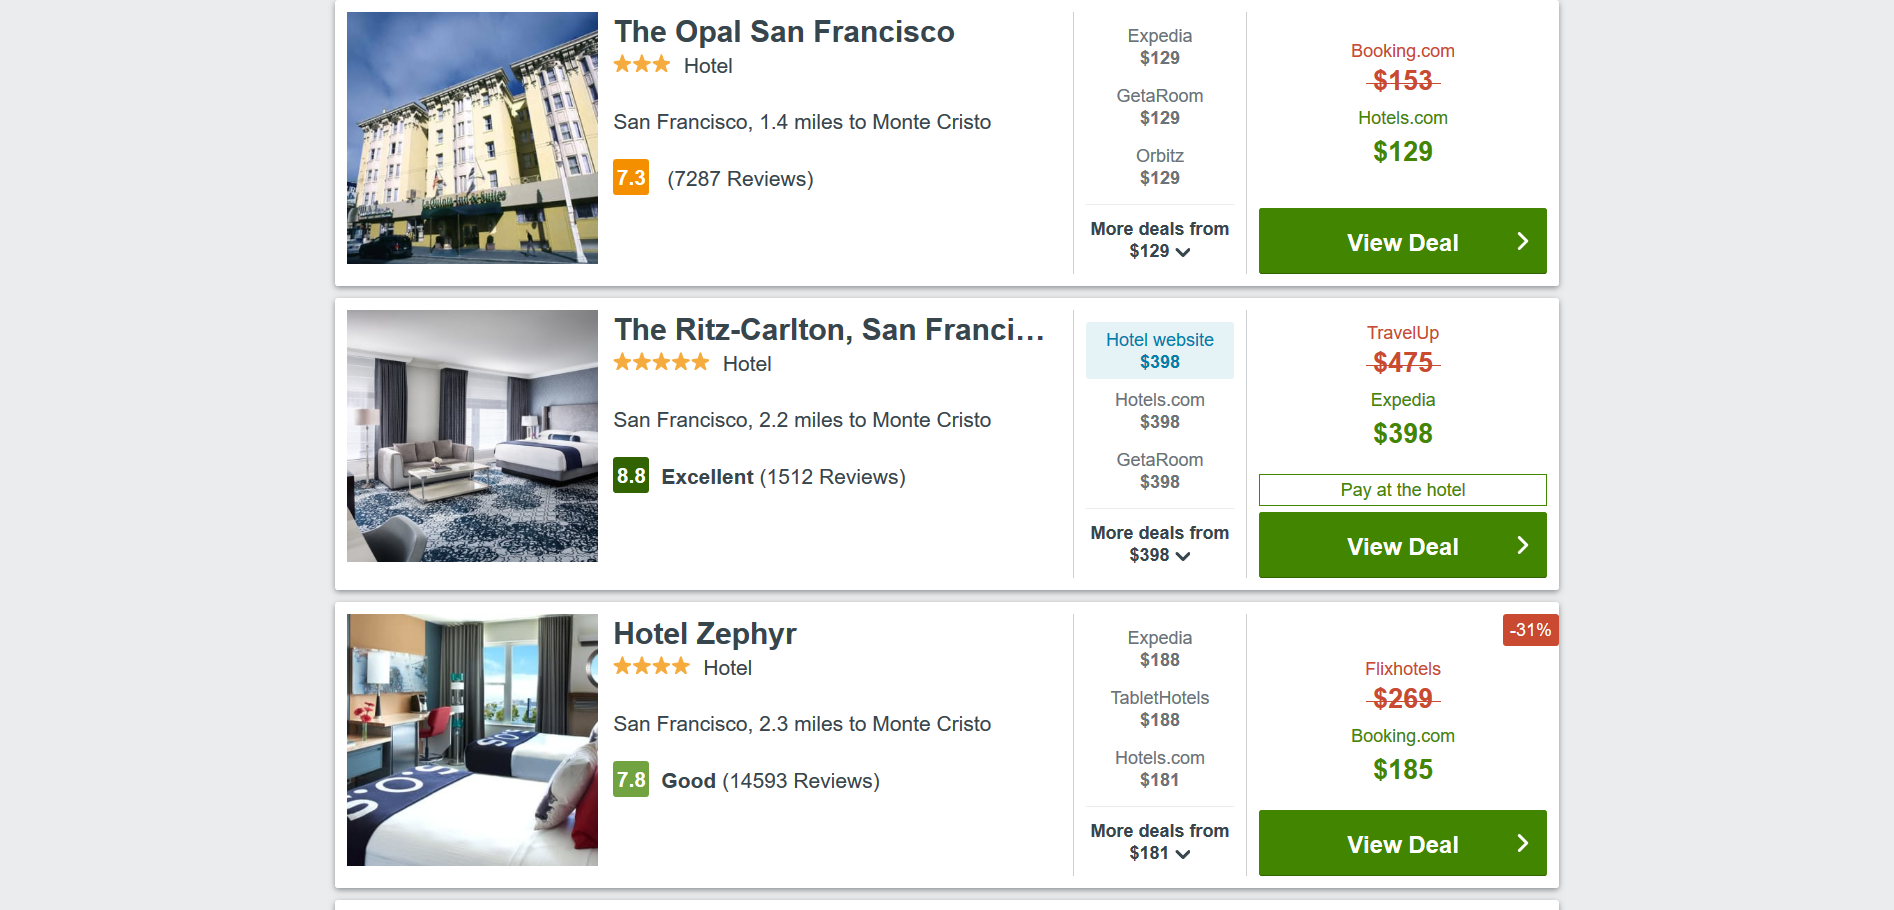 The Opal San Francisco
Hotel
San Francisco, 1.4 miles to Monte Cristo
7.3 (7287 Reviews)
Expedia
$129
GetaRoom
$129
Orbitz
$129
More deals from
$129
Booking.com
$153
Hotels.com
$129
View Deal
The Ritz-Carlton, San Franci...
Hotel
San Francisco, 2.2 miles to Monte Cristo
8.8 Excellent (1512 Reviews)
Hotel website
$398
Hotels.com
$398
GetaRoom
$398
More deals from
$398
TravelUp
$475
Expedia
$398
Pay at the hotel
View Deal
Hotel Zephyr
Hotel
San Francisco, 2.3 miles to Monte Cristo
7.8 Good (14593 Reviews)
Expedia
$188
TabletHotels
$188
Hotels.com
$181
More deals from
$181
-31%
Flixhotels
$269
Booking.com
$185
View Deal